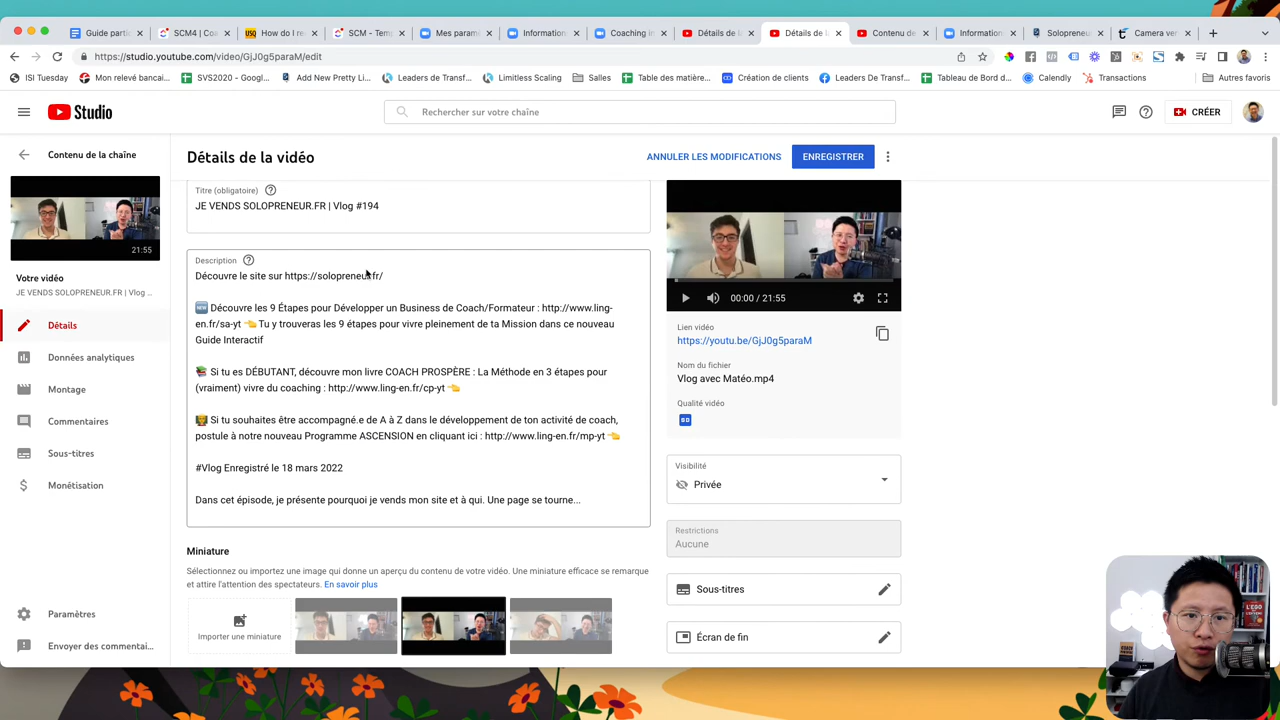 Guide parti
SCM4 | Coa
How do I re
SCM - Temp
Mes param
Information
Coaching in
Détails de la
Détails de la
Contenu de
Information
Solopreneu
Camera ver
https://studio.youtube.com/video/GjJ0g5paraM/edit
ISI Tuesday
Mon relevé bancai...
SVS2020 - Googl...
Add New Pretty Li...
Leaders de Transf...
Limitless Scaling
Salles
Table des matière...
Création de clients
Leaders De Transf...
Tableau de Bord d...
Calendly
Transactions
Autres favoris
Studio
Rechercher sur votre chaîne
CRÉER
Contenu de la chaîne
21:55
Votre vidéo
JE VENDS SOLOPRENEUR.FR | Vlog ...
Détails
Données analytiques
Montage
Commentaires
Sous-titres
Monétisation
Paramètres
Envoyer des commentai...
Détails de la vidéo
ANNULER LES MODIFICATIONS
ENREGISTRER
Titre (obligatoire)
JE VENDS SOLOPRENEUR.FR | Vlog #194
Description
Découvre le site sur https://solopreneur.fr/
🆕 Découvre les 9 Étapes pour Développer un Business de Coach/Formateur : http://www.ling-
en.fr/sa-yt 👈 Tu y trouveras les 9 étapes pour vivre pleinement de ta Mission dans ce nouveau
Guide Interactif
📚 Si tu es DÉBUTANT, découvre mon livre COACH PROSPÈRE : La Méthode en 3 étapes pour
(vraiment) vivre du coaching : http://www.ling-en.fr/cp-yt 👈
👨‍🏫 Si tu souhaites être accompagné.e de A à Z dans le développement de ton activité de coach,
postule à notre nouveau Programme ASCENSION en cliquant ici : http://www.ling-en.fr/mp-yt 👈
#Vlog Enregistré le 18 mars 2022
Dans cet épisode, je présente pourquoi je vends mon site et à qui. Une page se tourne...
Miniature
Sélectionnez ou importez une image qui donne un aperçu du contenu de votre vidéo. Une miniature efficace se remarque
et attire l'attention des spectateurs. En savoir plus
Importer une miniature
00:00 / 21:55
Lien vidéo
https://youtu.be/GjJ0g5paraM
Nom du fichier
Vlog avec Matéo.mp4
Qualité vidéo
SD
Visibilité
Privée
Restrictions
Aucune
Sous-titres
Écran de fin